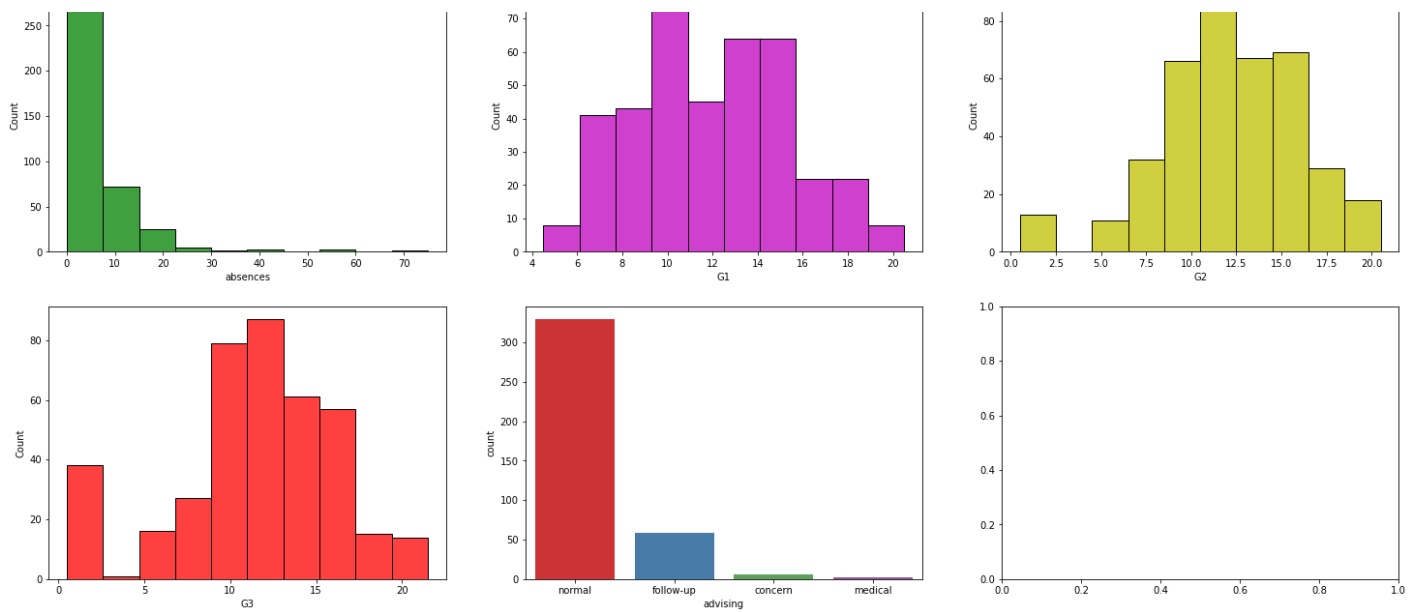 Count
250
200
150
100
50
0
0 10 20 30 40 50 60 70
absences
Count
70
60
50
40
30
20
10
0
4 6 8 10 12 14 16 18 20
G1
Count
80
60
40
20
0
0.0 2.5 5.0 7.5 10.0 12.5 15.0 17.5 20.0
G2
Count
80
60
40
20
0
0 5 10 15 20
G3
count
300
250
200
150
100
50
0
normal follow-up concern medical
advising
1.0
0.8
0.6
0.4
0.2
0.0
0.0 0.2 0.4 0.6 0.8 1.0